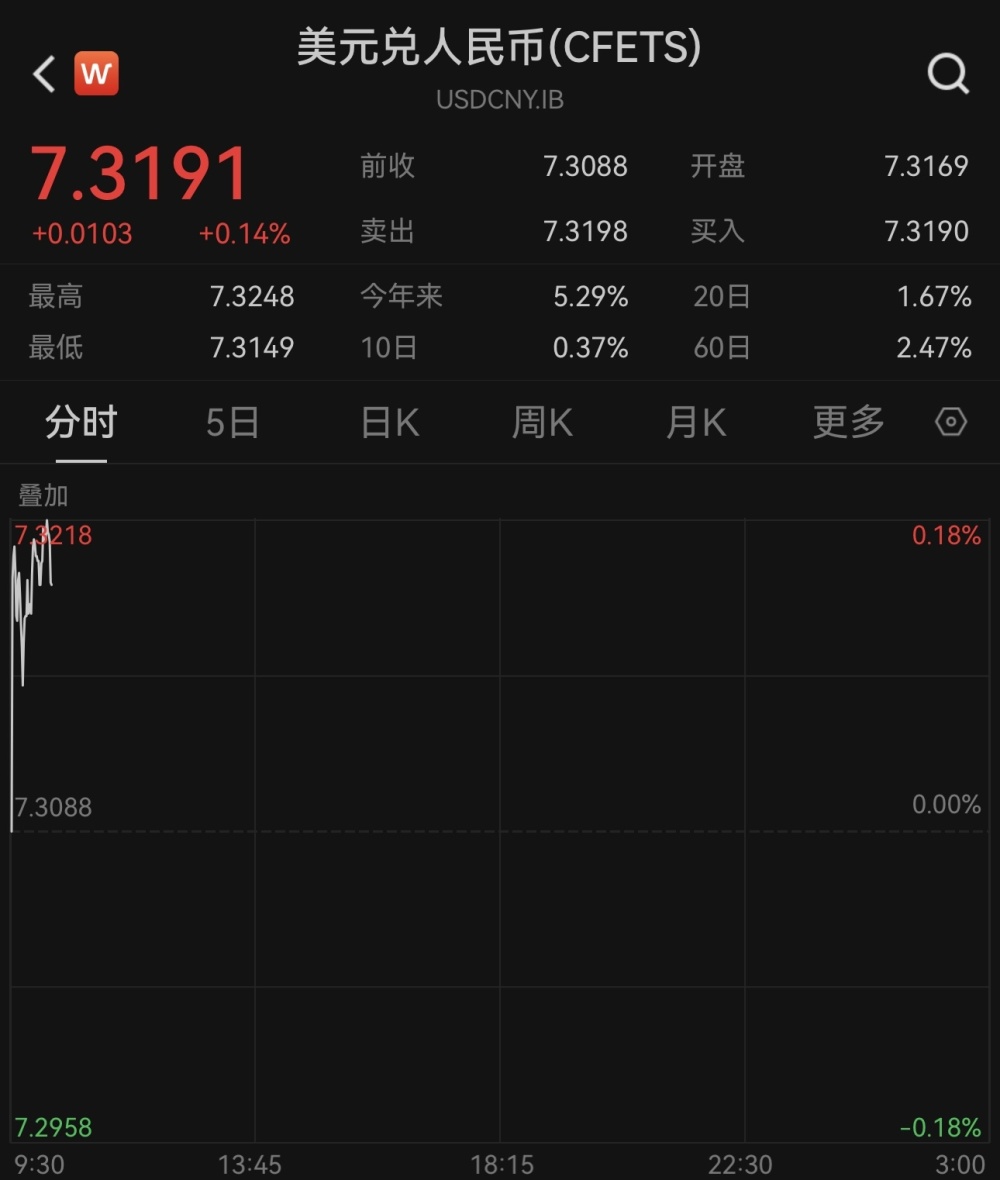 美元兑人民币(CFETS)
W
USDCNY.IB
7.3191 前收 7.3088 开盘 7.3169
+0.0103 +0.14% 卖出 7.3198 买入 7.3190
最高 7.3248 今年来 5.29% 20日 1.67%
最低 7.3149 10日 0.37% 60日 2.47%
分时 5日 日K 周K 月K 更多
叠加
7.3218 0.18%
7.3088 0.00%
7.2958 -0.18%
9:30 13:45 18:15 22:30 3:00